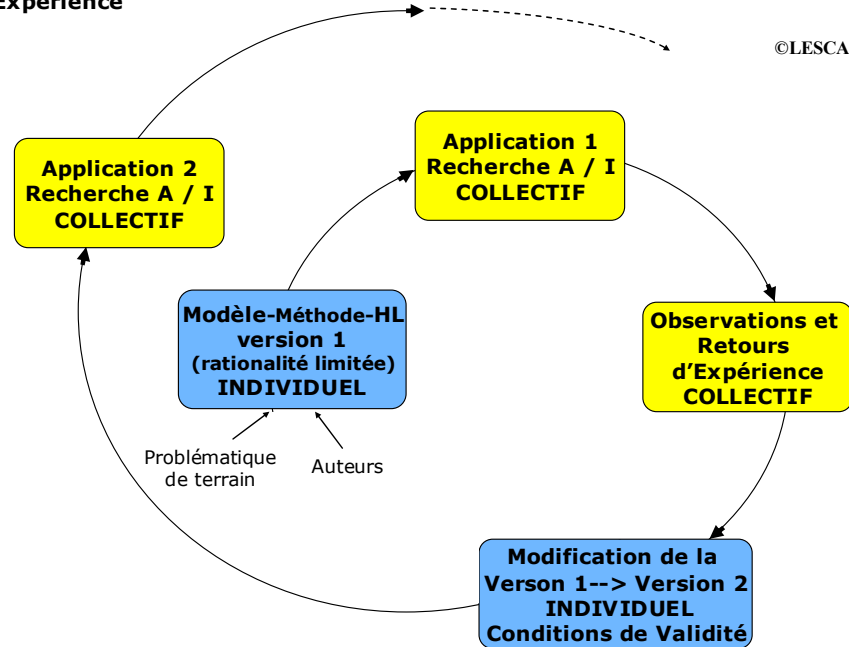 Expérience
©LESCA
Application 1
Recherche A / I
COLLECTIF
Application 2
Recherche A / I
COLLECTIF
Modèle-Méthode-HL
version 1
(rationalité limitée)
INDIVIDUEL
Observations et
Retours
d’Expérience
COLLECTIF
Problématique
de terrain
Auteurs
Modification de la
Verson 1--> Version 2
INDIVIDUEL
Conditions de Validité